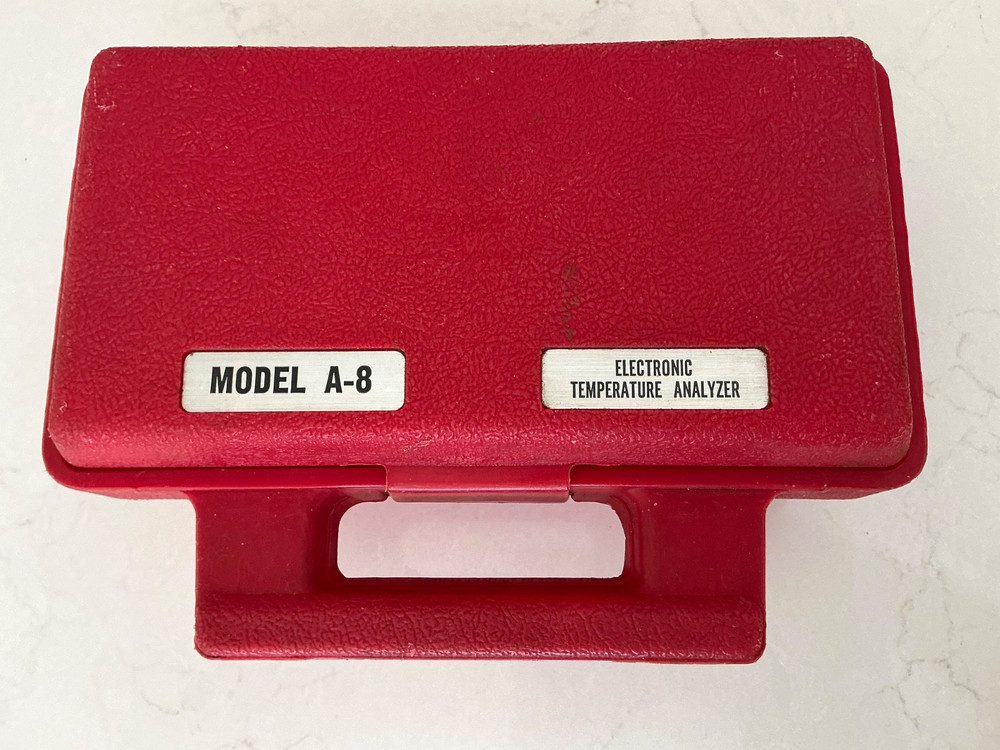 MODEL A-8
ELECTRONIC
TEMPERATURE ANALYZER